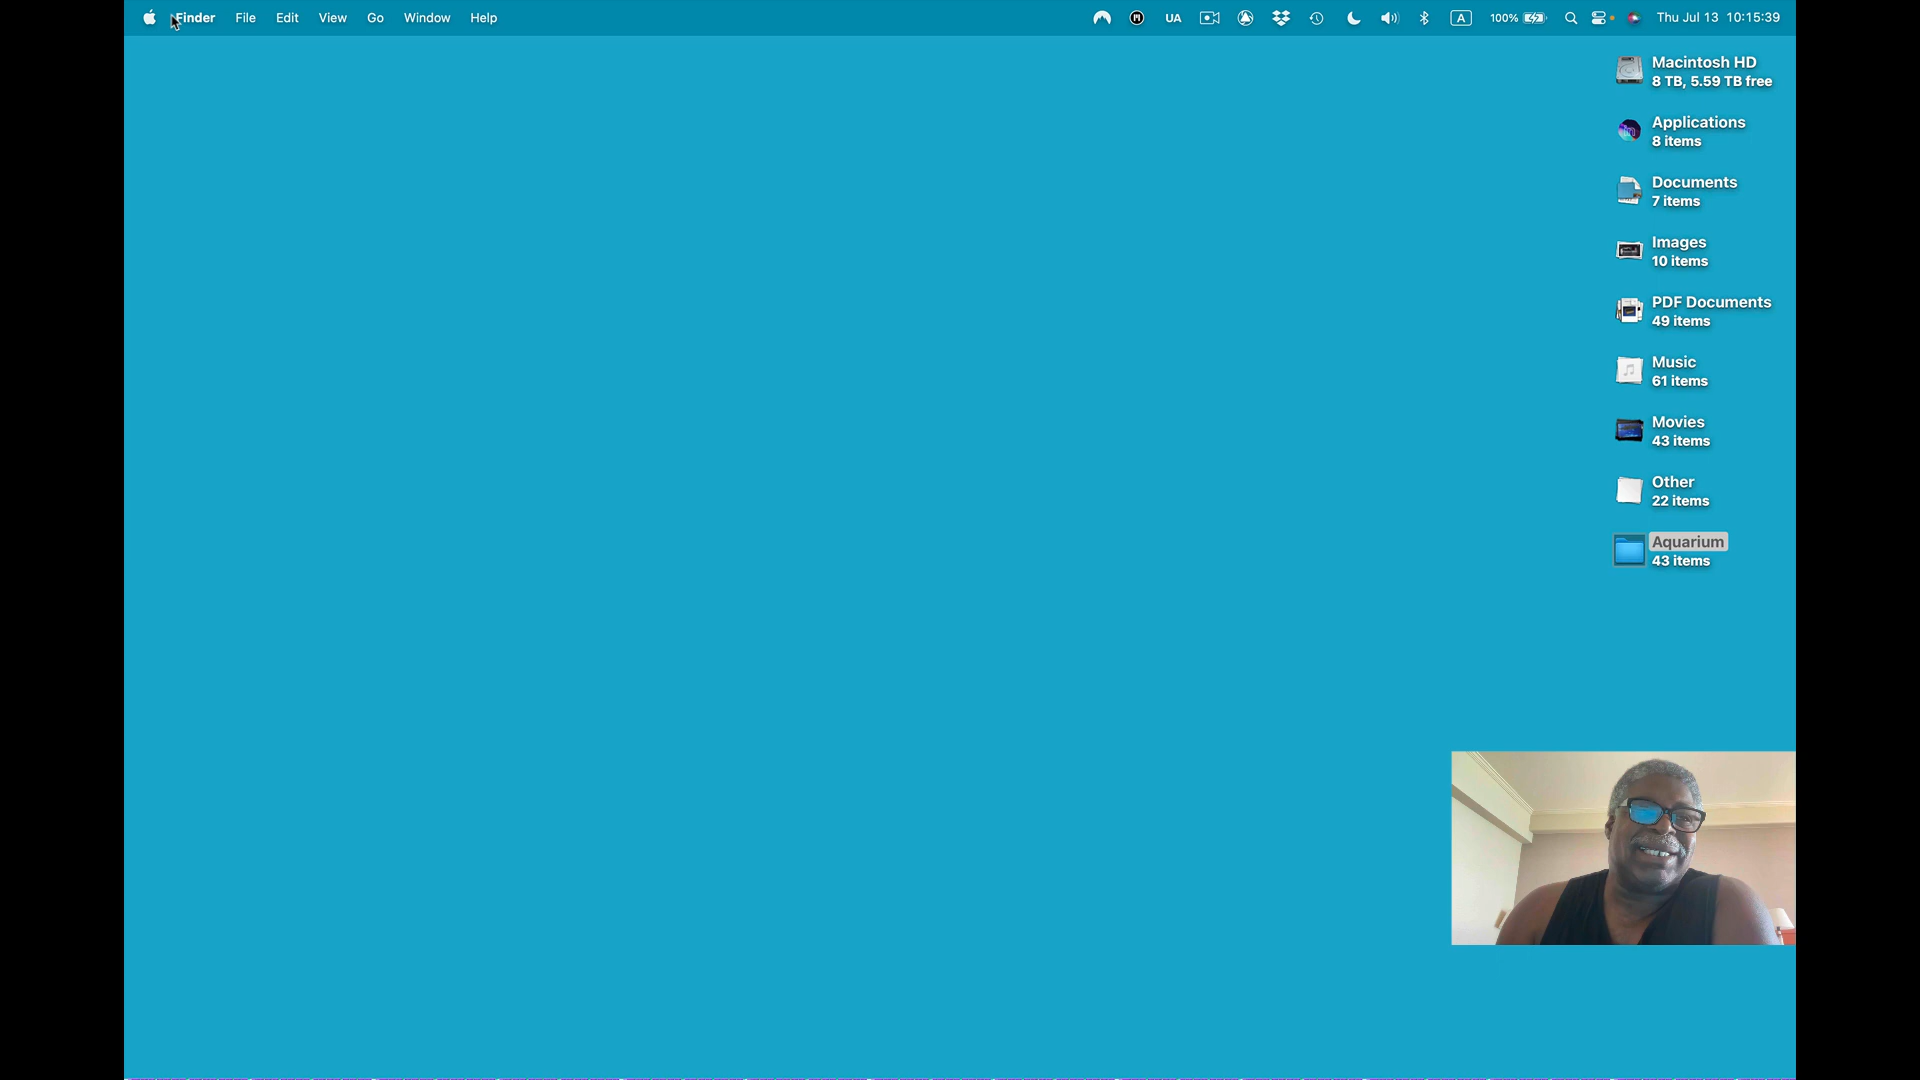 Finder File Edit View Go Window Help UA A 100% Thu Jul 13 10:15:39
Macintosh HD
8 TB, 5.59 TB free
Applications
8 items
Documents
7 items
Images
10 items
PDF Documents
49 items
Music
61 items
Movies
43 items
Other
22 items
Aquarium
43 items